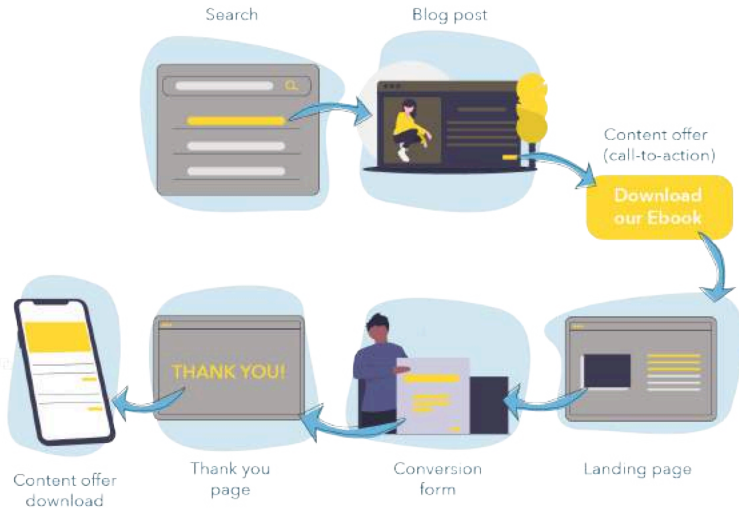 Search
Blog post
Content offer
(call-to-action)
Download
our Ebook
THANK YOU!
Content offer
download
Thank you
page
Conversion
form
Landing page